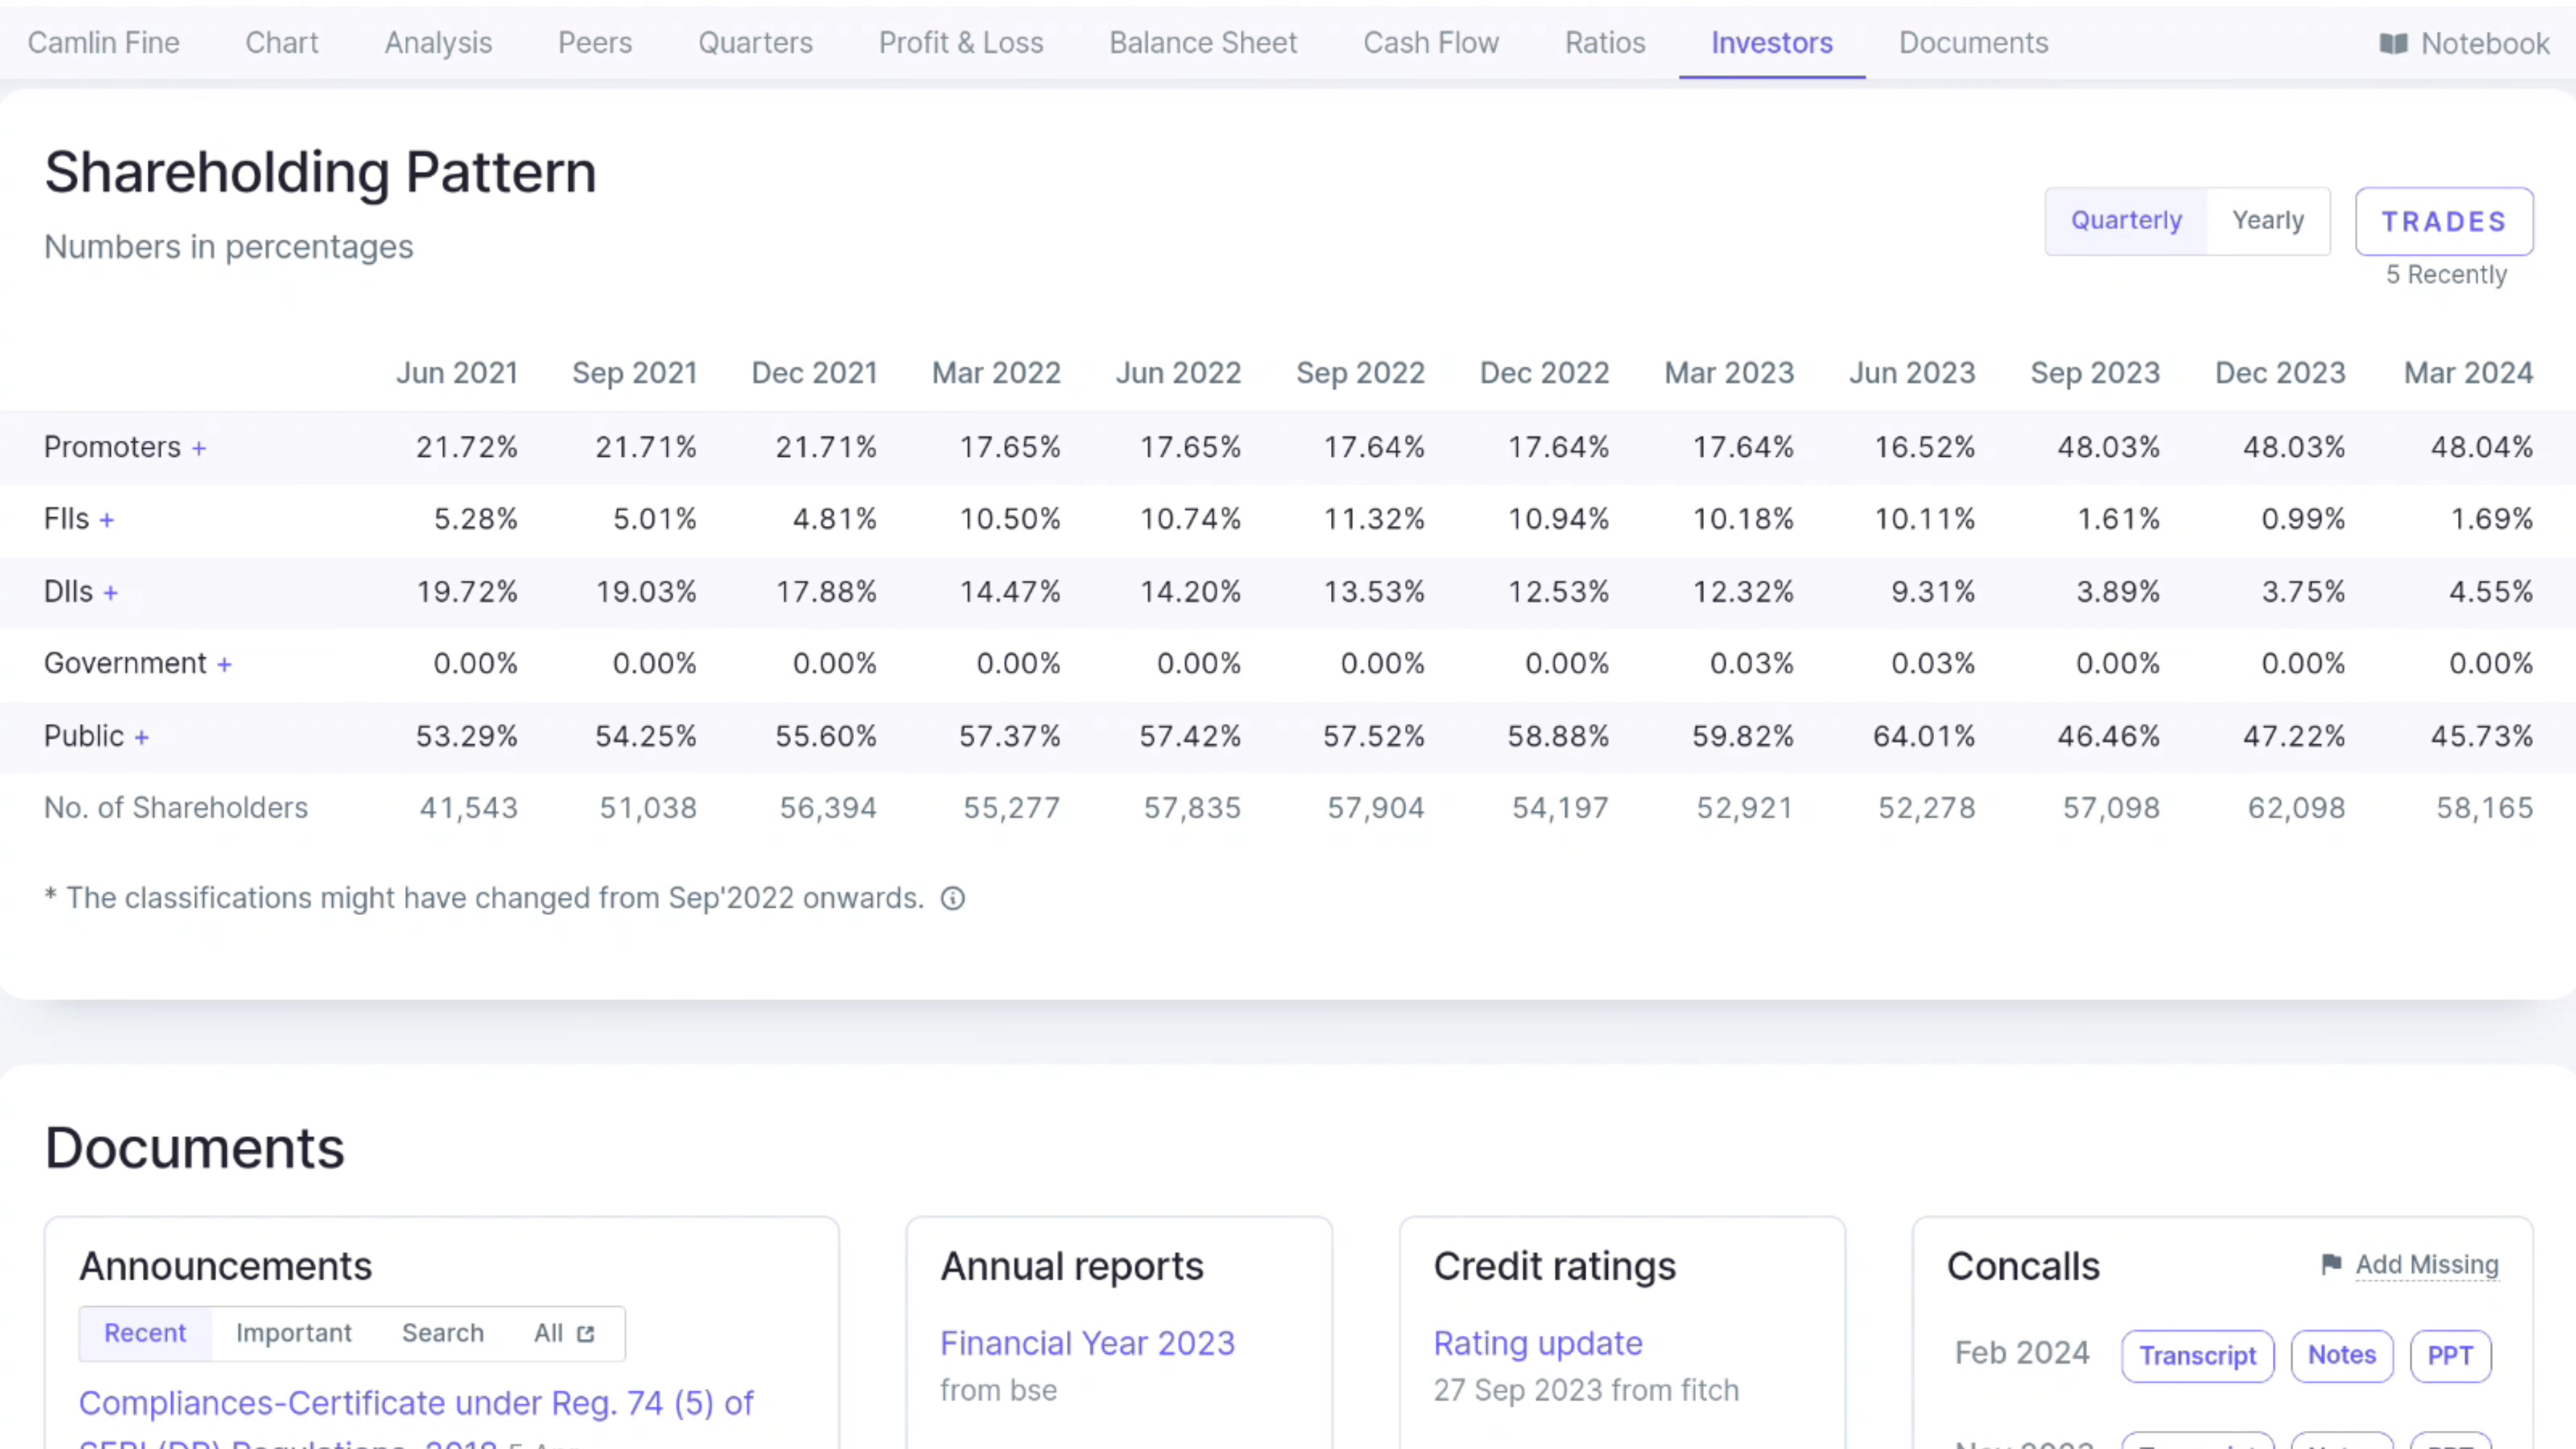 Camlin Fine Chart Analysis Peers Quarters Profit & Loss Balance Sheet Cash Flow Ratios Investors Documents Notebook
Shareholding Pattern
Numbers in percentages
Quarterly Yearly TRADES
5 Recently
Jun 2021 Sep 2021 Dec 2021 Mar 2022 Jun 2022 Sep 2022 Dec 2022 Mar 2023 Jun 2023 Sep 2023 Dec 2023 Mar 2024
Promoters + 21.72% 21.71% 21.71% 17.65% 17.65% 17.64% 17.64% 17.64% 16.52% 48.03% 48.03% 48.04%
FIIs + 5.28% 5.01% 4.81% 10.50% 10.74% 11.32% 10.94% 10.18% 10.11% 1.61% 0.99% 1.69%
DIIs + 19.72% 19.03% 17.88% 14.47% 14.20% 13.53% 12.53% 12.32% 9.31% 3.89% 3.75% 4.55%
Government + 0.00% 0.00% 0.00% 0.00% 0.00% 0.00% 0.00% 0.03% 0.03% 0.00% 0.00% 0.00%
Public + 53.29% 54.25% 55.60% 57.37% 57.42% 57.52% 58.88% 59.82% 64.01% 46.46% 47.22% 45.73%
No. of Shareholders 41,543 51,038 56,394 55,277 57,835 57,904 54,197 52,921 52,278 57,098 62,098 58,165
* The classifications might have changed from Sep'2022 onwards.
Documents
Announcements
Recent Important Search All
Compliances-Certificate under Reg. 74 (5) of
SEBI (DP) Regulations, 2018
Annual reports
Financial Year 2023
from bse
Credit ratings
Rating update
27 Sep 2023 from fitch
Concalls Add Missing
Feb 2024 Transcript Notes PPT